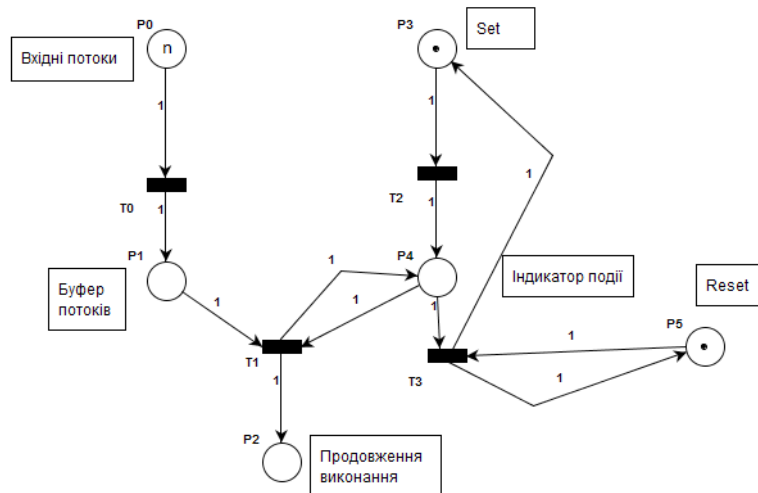 P0
n
Вхідні потоки
1
T0
1
P1
Буфер
потоків
1
T1
1
1
1
P2
Продовження
виконання
P3
Set
1
T2
1
P4
1
T3
1
Індикатор події
Reset
P5
1
1